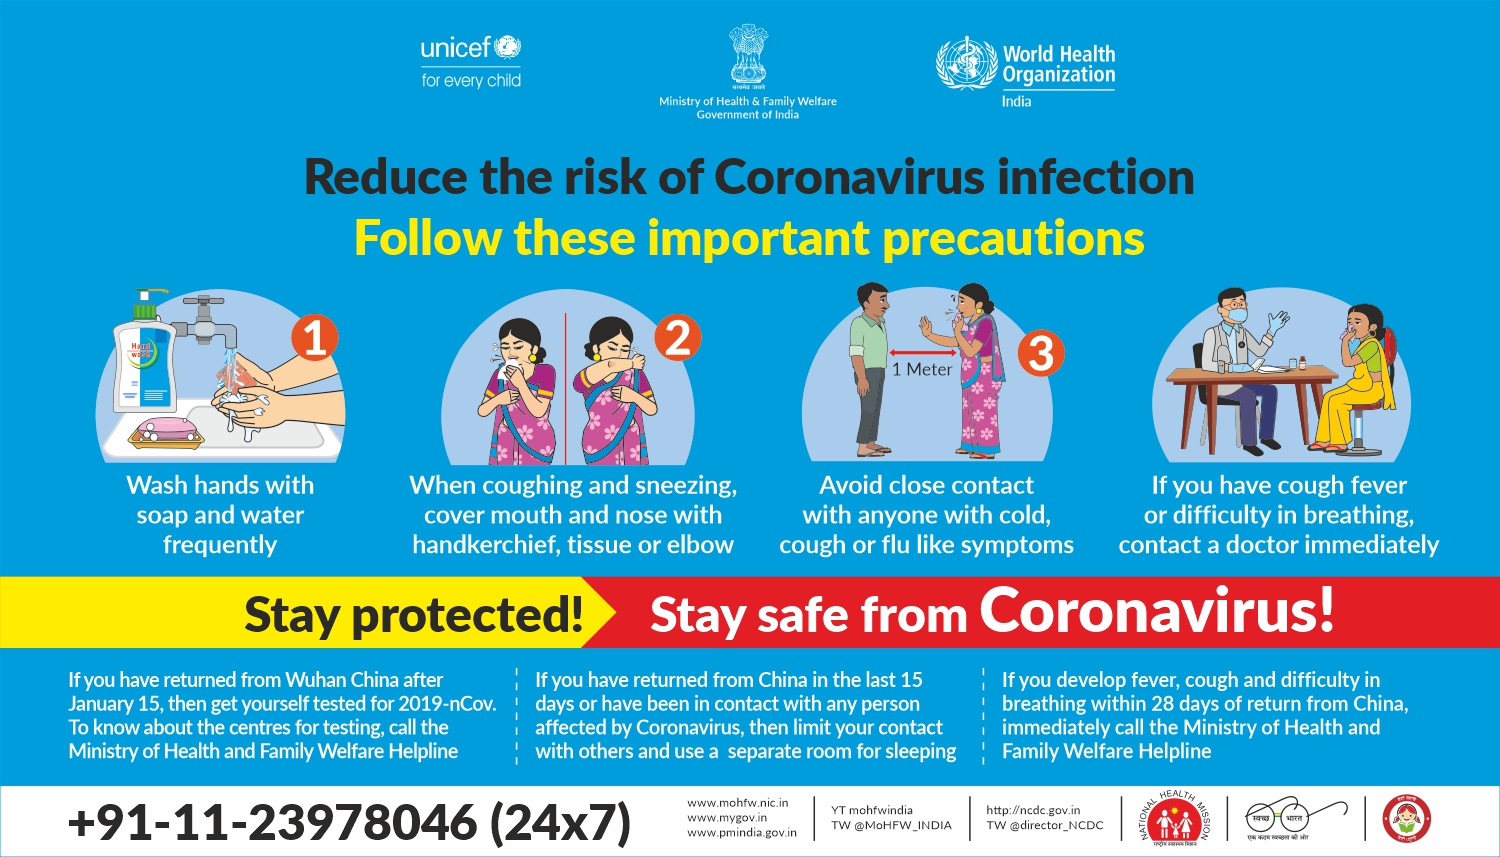 unicef
for every child
सत्यमेव जयते
Ministry of Health & Family Welfare
Government of India
World Health
Organization
India
Reduce the risk of Coronavirus infection
Follow these important precautions
Hand
wash
1
2
1 Meter
3
Wash hands with
soap and water
frequently
When coughing and sneezing,
cover mouth and nose with
handkerchief, tissue or elbow
Avoid close contact
with anyone with cold,
cough or flu like symptoms
If you have cough fever
or difficulty in breathing,
contact a doctor immediately
Stay protected!
Stay safe from Coronavirus!
If you have returned from Wuhan China after
January 15, then get yourself tested for 2019-nCov.
To know about the centres for testing, call the
Ministry of Health and Family Welfare Helpline
If you have returned from China in the last 15
days or have been in contact with any person
affected by Coronavirus, then limit your contact
with others and use a  separate room for sleeping
If you develop fever, cough and difficulty in
breathing within 28 days of return from China,
immediately call the Ministry of Health and
Family Welfare Helpline
+91-11-23978046 (24x7)
www.mohfw.nic.in
www.mygov.in
www.pmindia.gov.in
YT mohfwindia
TW @MoHFW_INDIA
http://ncdc.gov.in
TW @director_NCDC
NATIONAL HEALTH MISSION
राष्ट्रीय स्वास्थ्य मिशन
स्वच्छ भारत
एक कदम स्वच्छता की ओर